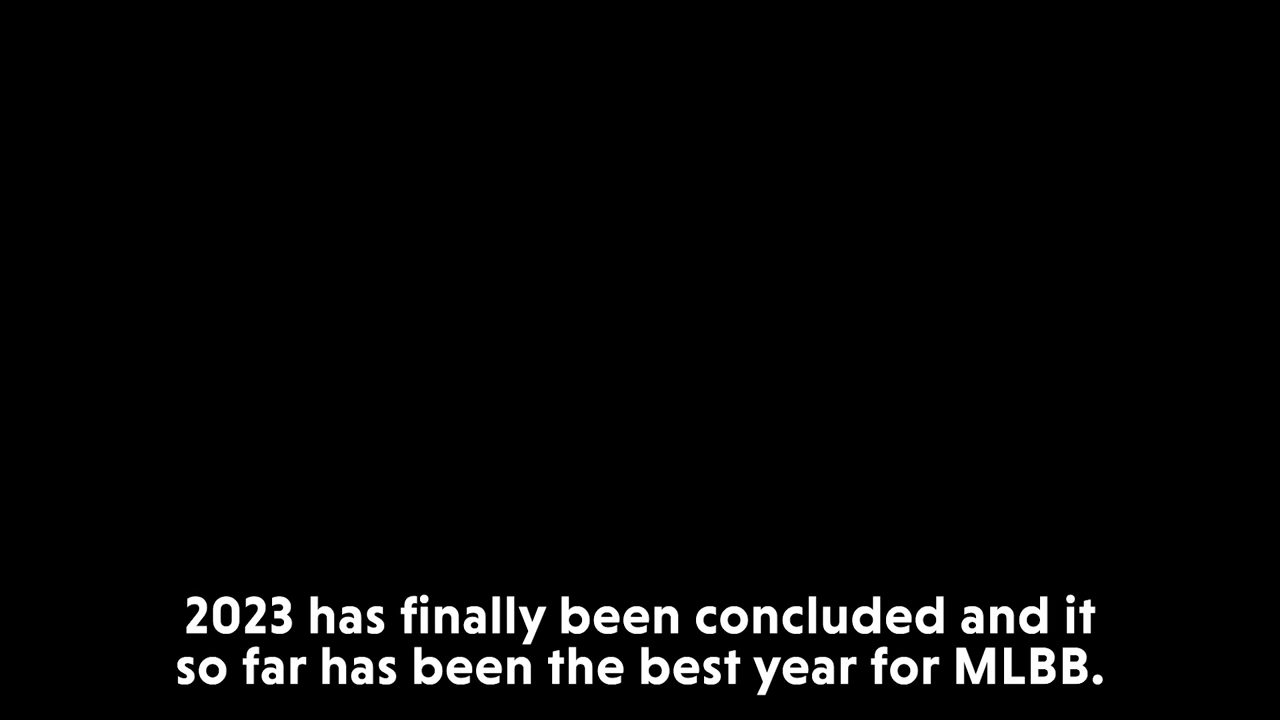 2023 has finally been concluded and it
so far has been the best year for MLBB.